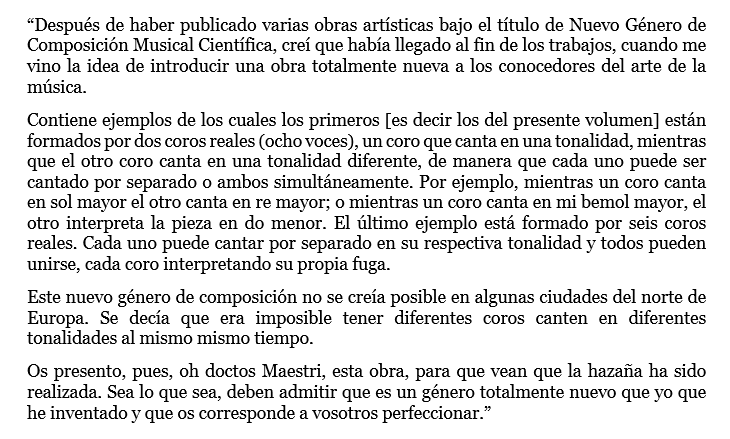 “Después de haber publicado varias obras artísticas bajo el título de Nuevo Género de
Composición Musical Científica, creí que había llegado al fin de los trabajos, cuando me
vino la idea de introducir una obra totalmente nueva a los conocedores del arte de la
música.
Contiene ejemplos de los cuales los primeros [es decir los del presente volumen] están
formados por dos coros reales (ocho voces), un coro que canta en una tonalidad, mientras
que el otro coro canta en una tonalidad diferente, de manera que cada uno puede ser
cantado por separado o ambos simultáneamente. Por ejemplo, mientras un coro canta
en sol mayor el otro canta en re mayor; o mientras un coro canta en mi bemol mayor, el
otro interpreta la pieza en do menor. El último ejemplo está formado por seis coros
reales. Cada uno puede cantar por separado en su respectiva tonalidad y todos pueden
unirse, cada coro interpretando su propia fuga.
Este nuevo género de composición no se creía posible en algunas ciudades del norte de
Europa. Se decía que era imposible tener diferentes coros canten en diferentes
tonalidades al mismo mismo tiempo.
Os presento, pues, oh doctos Maestri, esta obra, para que vean que la hazaña ha sido
realizada. Sea lo que sea, deben admitir que es un género totalmente nuevo que yo que
he inventado y que os corresponde a vosotros perfeccionar.”